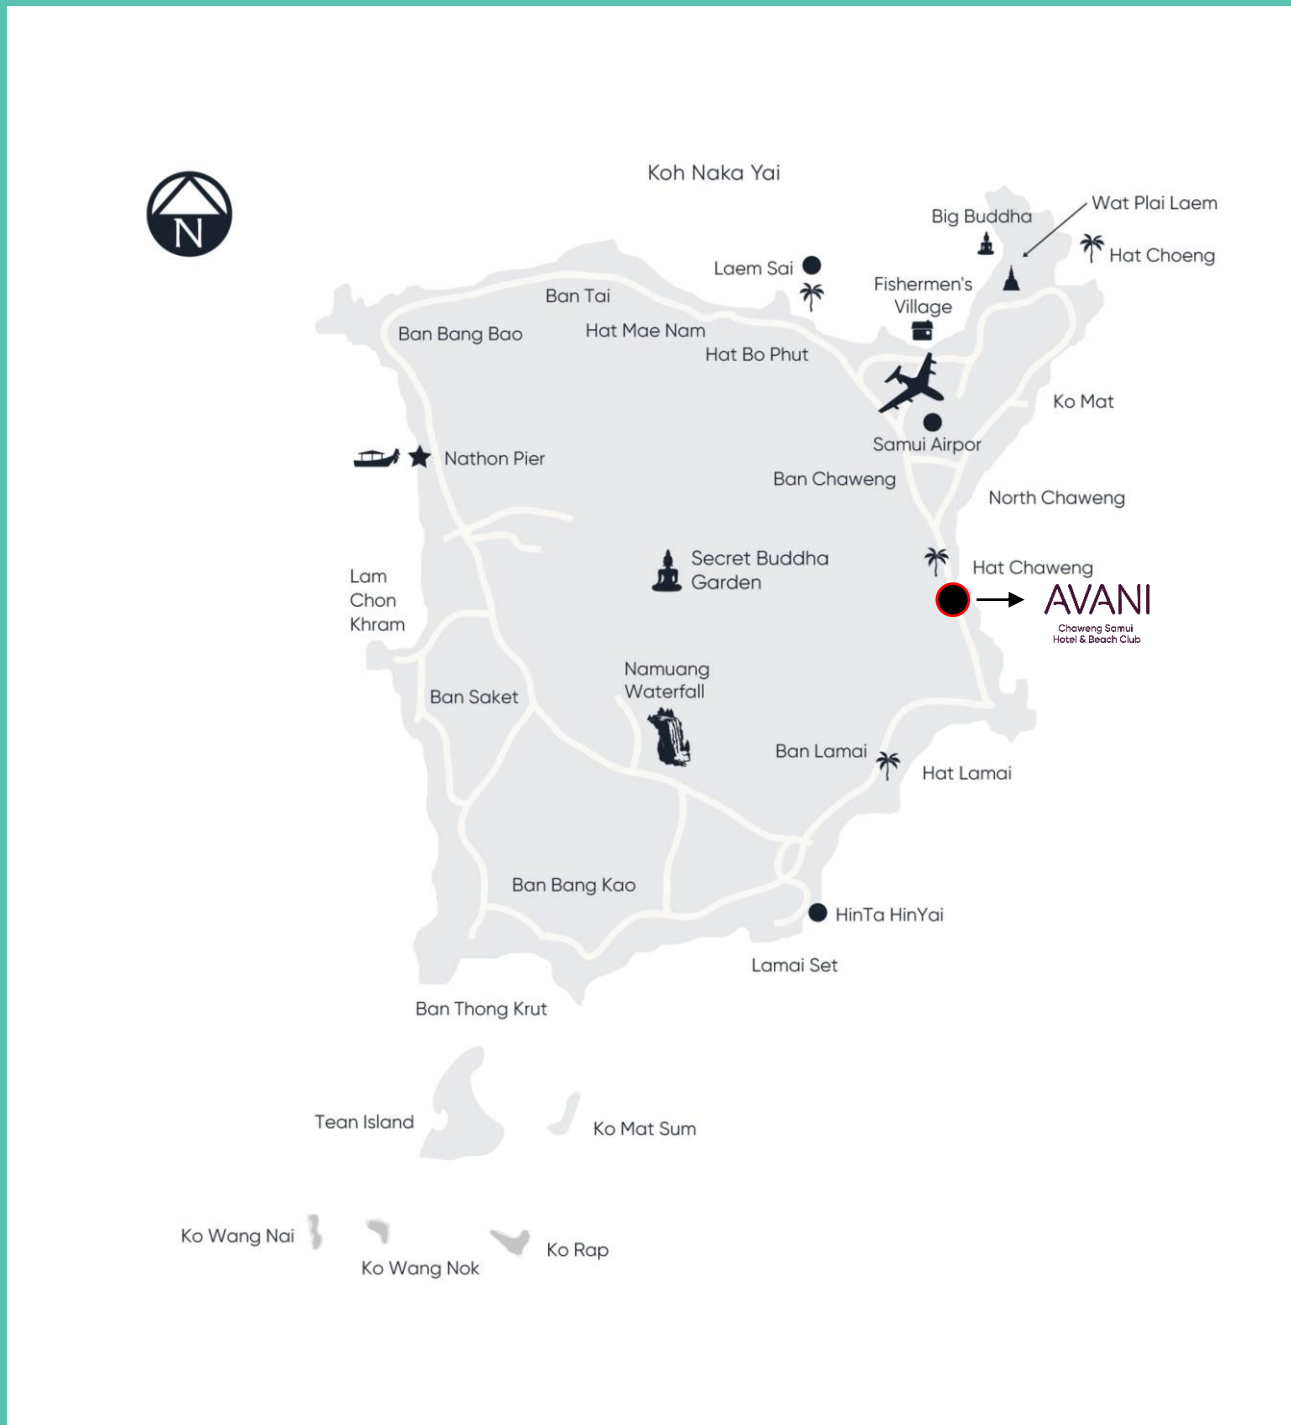 Koh Naka Yai
N
Wat Plai Laem
Big Buddha
Hat Choeng
Laem Sai
Fishermen's
Village
Ban Tai
Ban Bang Bao
Hat Mae Nam
Hat Bo Phut
Ko Mat
Samui Airpor
Nathon Pier
Ban Chaweng
North Chaweng
Secret Buddha
Garden
Hat Chaweng
Lam
Chon
Khram
AVANI
Chaweng Samui
Hotel & Beach Club
Namuang
Waterfall
Ban Saket
Ban Lamai
Hat Lamai
Ban Bang Kao
HinTa HinYai
Lamai Set
Ban Thong Krut
Tean Island
Ko Mat Sum
Ko Wang Nai
Ko Rap
Ko Wang Nok